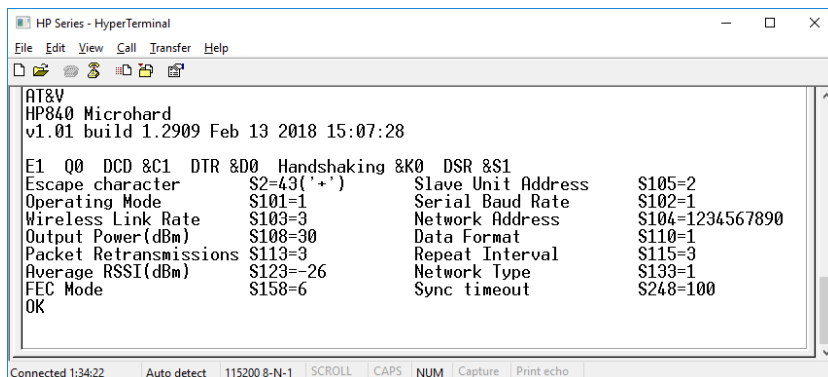 HP Series - HyperTerminal
File Edit View Call Transfer Help
AT&V
HP840 Microhard
v1.01 build 1.2909 Feb 13 2018 15:07:28
E1 Q0 DCD &C1 DTR &D0 Handshaking &K0 DSR &S1
Escape character S2=43('+') Slave Unit Address S105=2
Operating Mode S101=1 Serial Baud Rate S102=1
Wireless Link Rate S103=3 Network Address S104=1234567890
Output Power(dBm) S108=30 Data Format S110=1
Packet Retransmissions S113=3 Repeat Interval S115=3
Average RSSI(dBm) S123=-26 Network Type S133=1
FEC Mode S158=6 Sync timeout S248=100
OK
Connected 1:34:22 Auto detect 115200 8-N-1 SCROLL CAPS NUM Capture Print echo